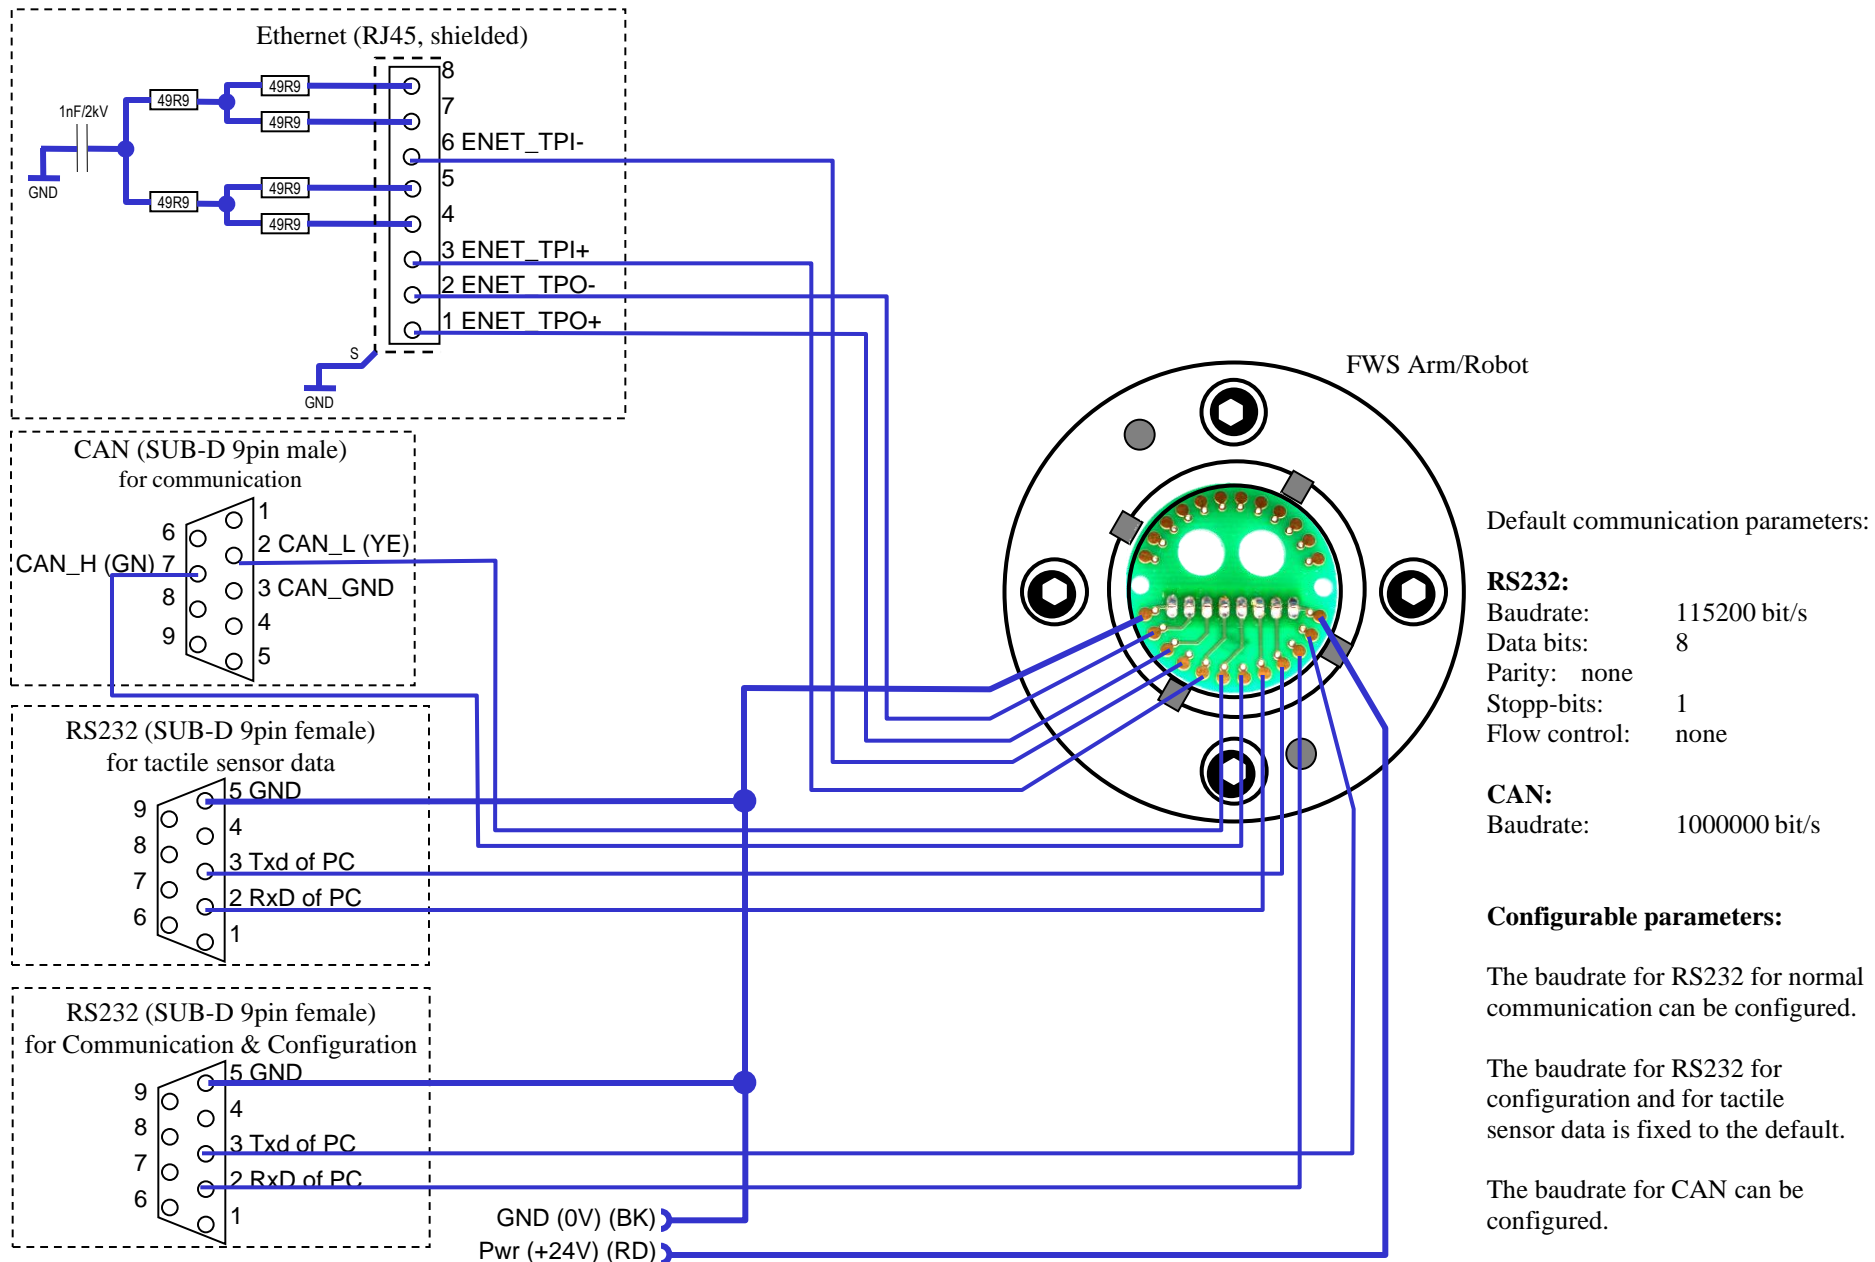 Ethernet (RJ45, shielded)
8
7
6 ENET_TPI-
5
4
3 ENET_TPI+
2 ENET_TPO-
1 ENET_TPO+
49R9
49R9
49R9
1nF/2kV
GND
49R9
49R9
49R9
S
GND
CAN (SUB-D 9pin male)
for communication
1
6
2 CAN_L (YE)
CAN_H (GN) 7
3 CAN_GND
8
4
9
5
RS232 (SUB-D 9pin female)
for tactile sensor data
5 GND
9
4
8
3 Txd of PC
7
2 RxD of PC
6
1
RS232 (SUB-D 9pin female)
for Communication & Configuration
5 GND
9
4
8
3 Txd of PC
7
2 RxD of PC
6
1
GND (0V) (BK)
Pwr (+24V) (RD)
FWS Arm/Robot
Default communication parameters:
RS232:
Baudrate: 115200 bit/s
Data bits: 8
Parity: none
Stopp-bits: 1
Flow control: none
CAN:
Baudrate: 1000000 bit/s
Configurable parameters:
The baudrate for RS232 for normal
communication can be configured.
The baudrate for RS232 for
configuration and for tactile
sensor data is fixed to the default.
The baudrate for CAN can be
configured.